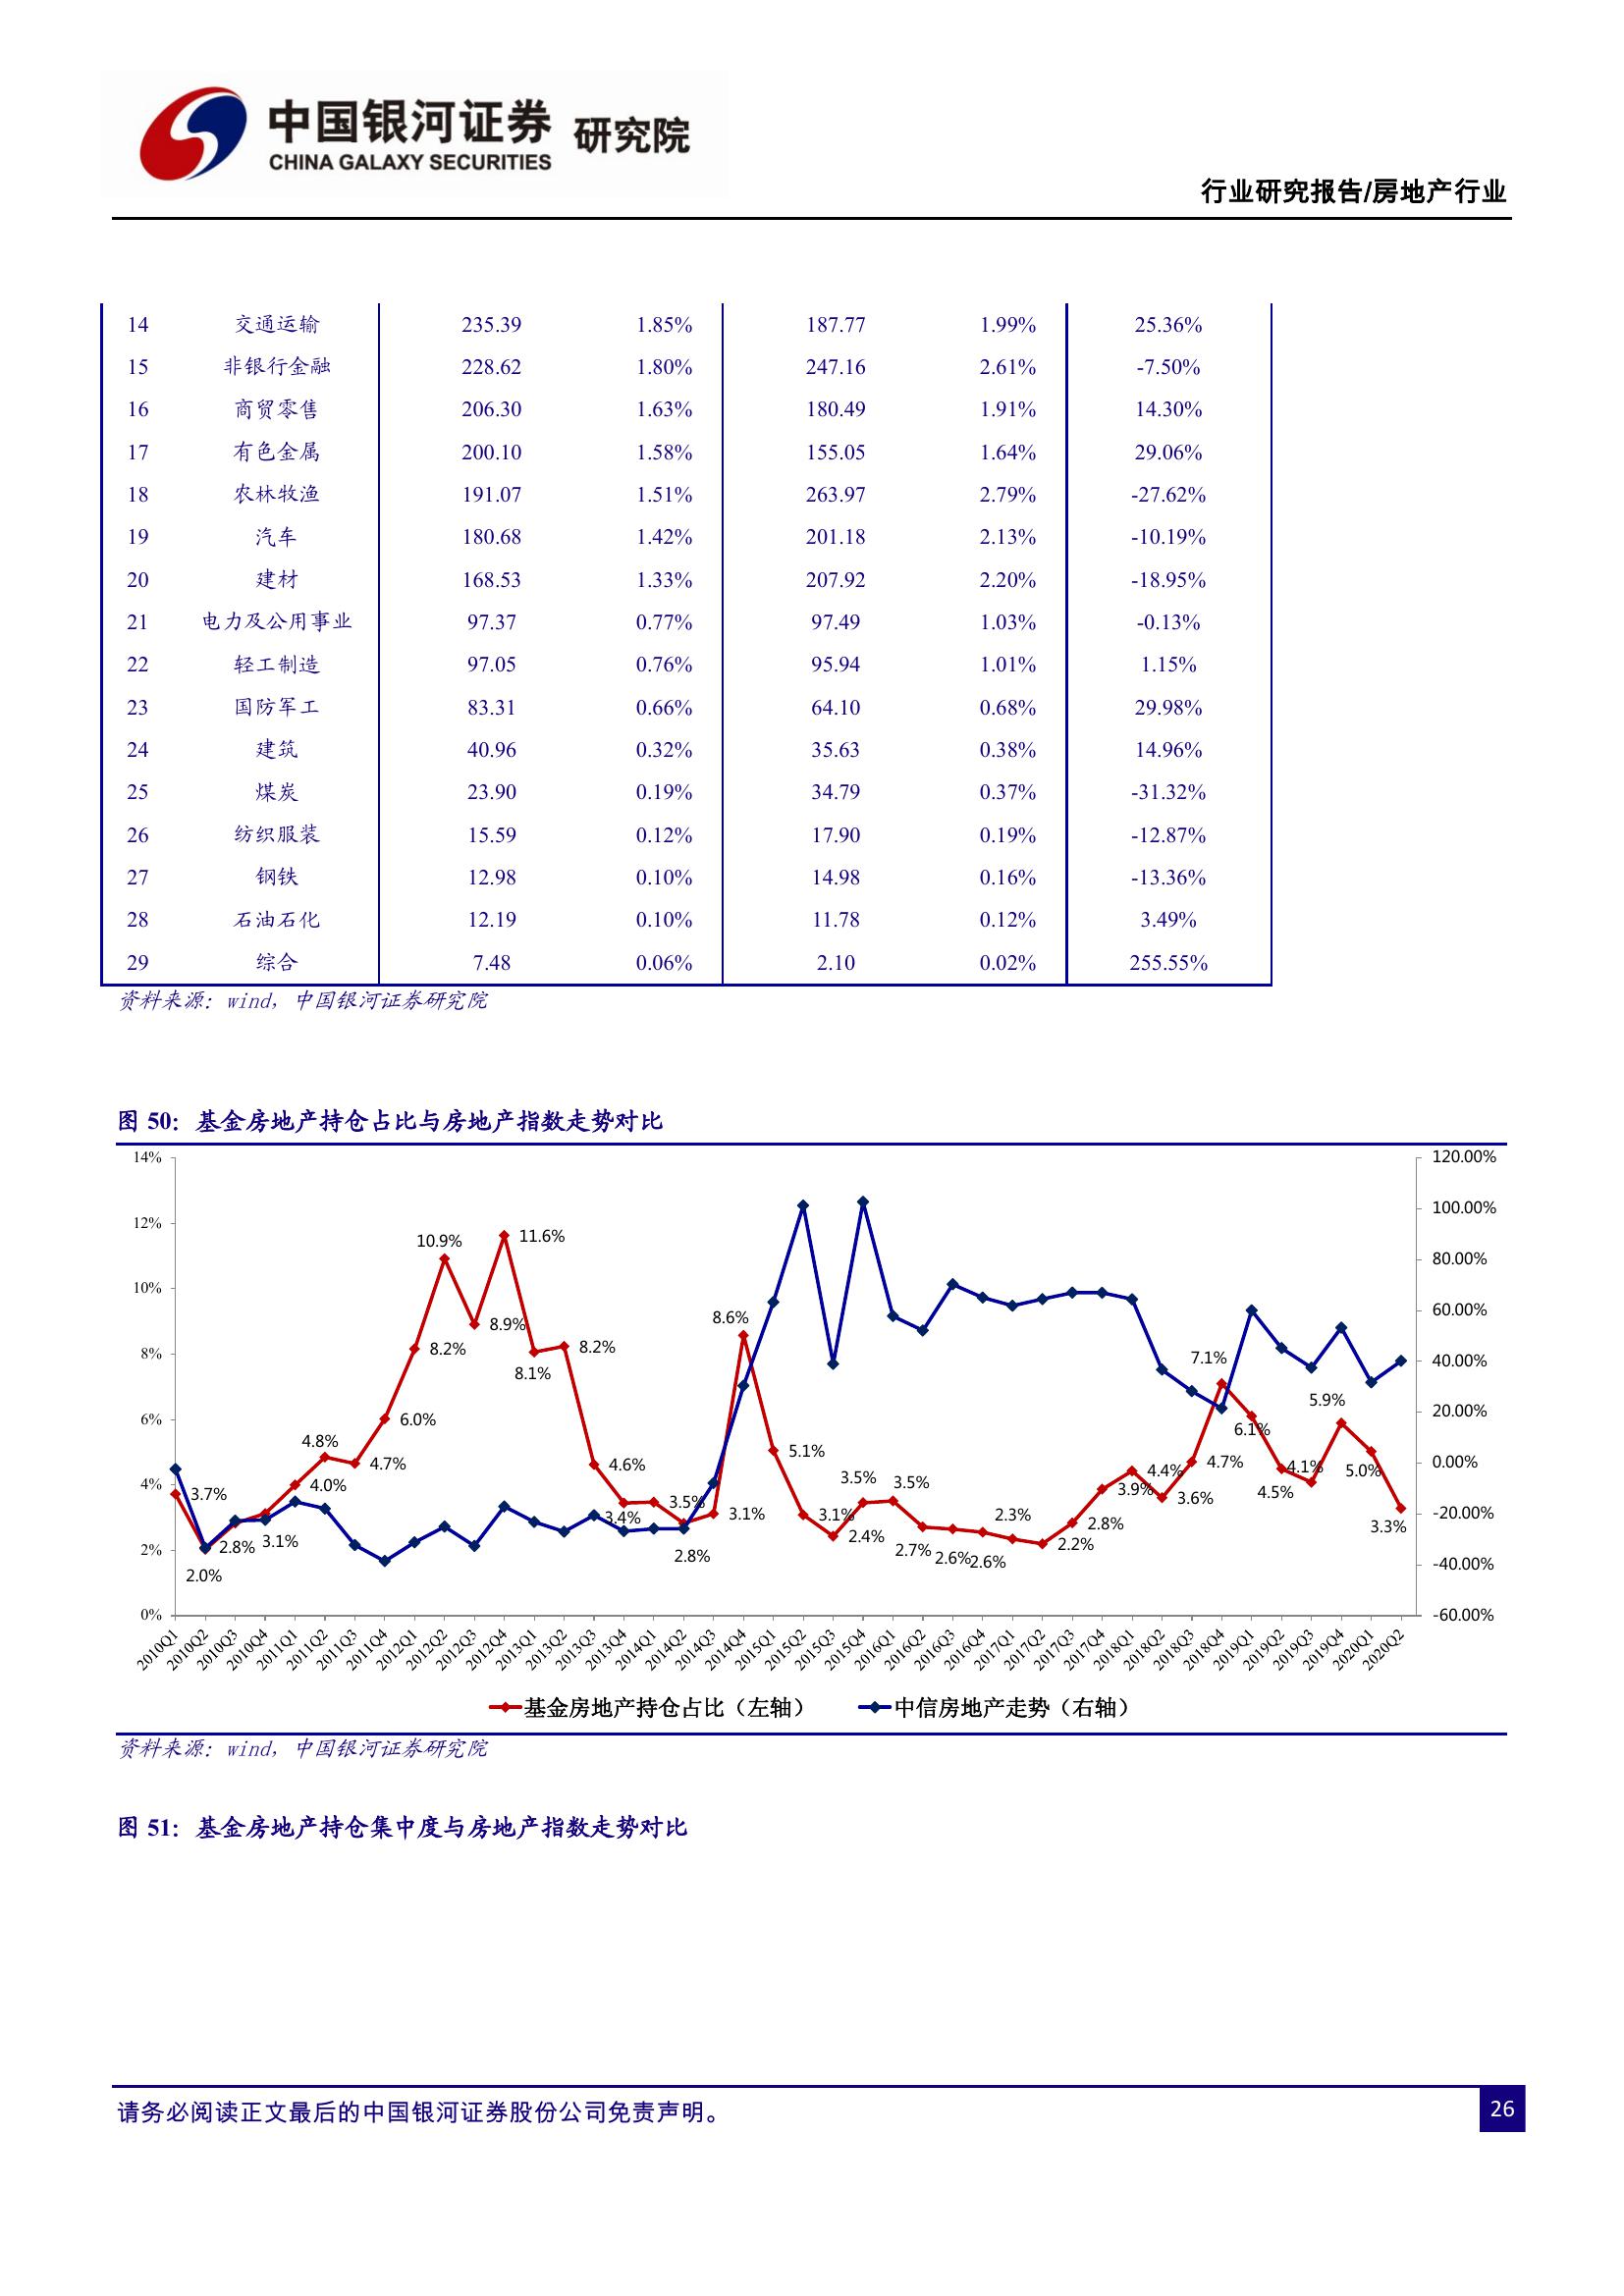 中国银河证券 研究院
CHINA GALAXY SECURITIES
行业研究报告/房地产行业
14 交通运输 235.39 1.85% 187.77 1.99% 25.36%
15 非银行金融 228.62 1.80% 247.16 2.61% -7.50%
16 商贸零售 206.30 1.63% 180.49 1.91% 14.30%
17 有色金属 200.10 1.58% 155.05 1.64% 29.06%
18 农林牧渔 191.07 1.51% 263.97 2.79% -27.62%
19 汽车 180.68 1.42% 201.18 2.13% -10.19%
20 建材 168.53 1.33% 207.92 2.20% -18.95%
21 电力及公用事业 97.37 0.77% 97.49 1.03% -0.13%
22 轻工制造 97.05 0.76% 95.94 1.01% 1.15%
23 国防军工 83.31 0.66% 64.10 0.68% 29.98%
24 建筑 40.96 0.32% 35.63 0.38% 14.96%
25 煤炭 23.90 0.19% 34.79 0.37% -31.32%
26 纺织服装 15.59 0.12% 17.90 0.19% -12.87%
27 钢铁 12.98 0.10% 14.98 0.16% -13.36%
28 石油石化 12.19 0.10% 11.78 0.12% 3.49%
29 综合 7.48 0.06% 2.10 0.02% 255.55%
资料来源：wind，中国银河证券研究院
图 50：基金房地产持仓占比与房地产指数走势对比
14%
12%
10%
8%
6%
4%
2%
0%
3.7%
2.0%
2.8%
3.1%
4.0%
4.8%
4.7%
6.0%
8.2%
10.9%
8.9%
11.6%
8.1%
8.2%
4.6%
3.4%
3.5%
2.8%
3.1%
8.6%
5.1%
3.1%
2.4%
3.5%
3.5%
2.7%
2.6%
2.6%
2.3%
2.2%
2.8%
3.9%
4.4%
3.6%
4.7%
7.1%
6.1%
4.5%
4.1%
5.9%
5.0%
3.3%
120.00%
100.00%
80.00%
60.00%
40.00%
20.00%
0.00%
-20.00%
-40.00%
-60.00%
2010Q1 2010Q2 2010Q3 2010Q4 2011Q1 2011Q2 2011Q3 2011Q4 2012Q1 2012Q2 2012Q3 2012Q4 2013Q1 2013Q2 2013Q3 2013Q4 2014Q1 2014Q2 2014Q3 2014Q4 2015Q1 2015Q2 2015Q3 2015Q4 2016Q1 2016Q2 2016Q3 2016Q4 2017Q1 2017Q2 2017Q3 2017Q4 2018Q1 2018Q2 2018Q3 2018Q4 2019Q1 2019Q2 2019Q3 2019Q4 2020Q1 2020Q2
基金房地产持仓占比（左轴） 中信房地产走势（右轴）
资料来源：wind，中国银河证券研究院
图 51：基金房地产持仓集中度与房地产指数走势对比
请务必阅读正文最后的中国银河证券股份公司免责声明。
26